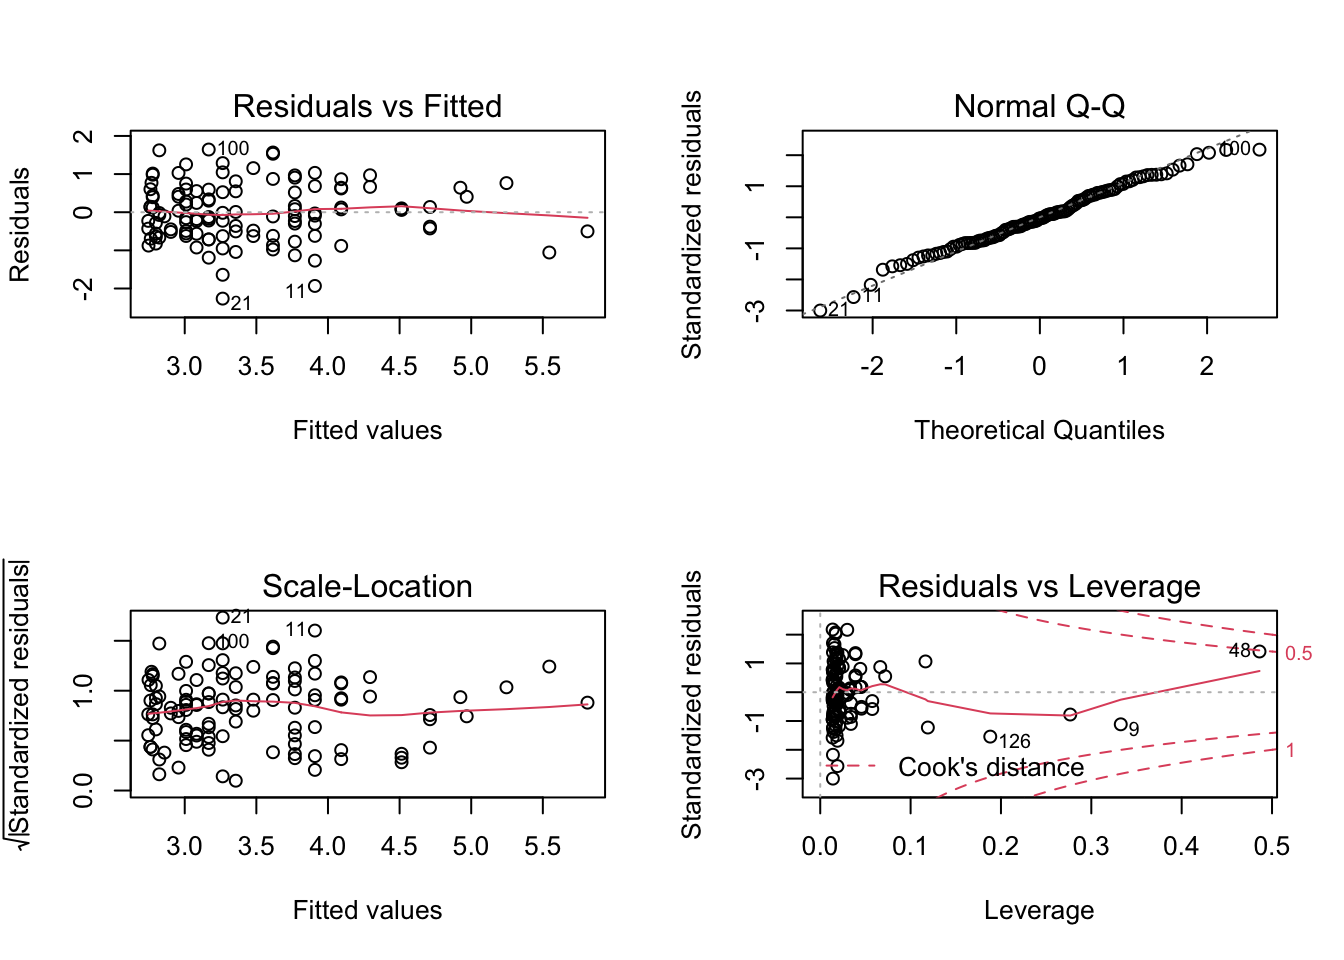 Residuals vs Fitted
Residuals
2
1
0
-2
100
21
11
3.0 3.5 4.0 4.5 5.0 5.5
Fitted values
Normal Q-Q
Standardized residuals
1
-1
-3
100
11
21
-2 -1 0 1 2
Theoretical Quantiles
Scale-Location
√|Standardized residuals|
1.0
0.0
21
100
11
3.0 3.5 4.0 4.5 5.0 5.5
Fitted values
Residuals vs Leverage
Standardized residuals
1
-1
-3
48
0.5
9
126
1
Cook's distance
0.0 0.1 0.2 0.3 0.4 0.5
Leverage